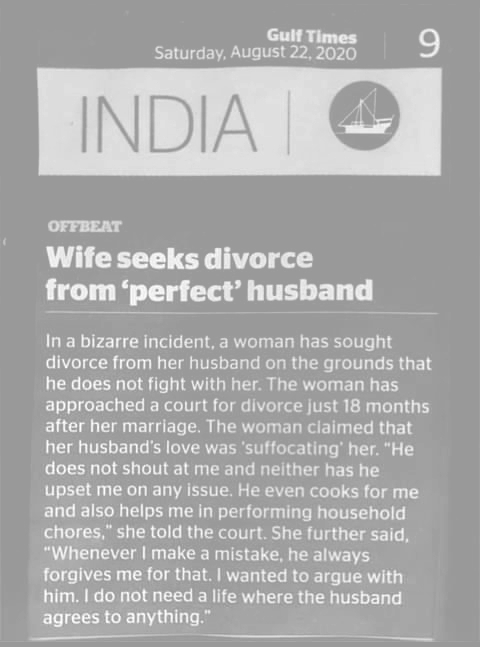 Gulf Times
Saturday, August 22, 2020
9
INDIA
OFFBEAT
Wife seeks divorce
from ‘perfect’ husband
In a bizarre incident, a woman has sought
divorce from her husband on the grounds that
he does not fight with her. The woman has
approached a court for divorce just 18 months
after her marriage. The woman claimed that
her husband’s love was ‘suffocating’ her. “He
does not shout at me and neither has he
upset me on any issue. He even cooks for me
and also helps me in performing household
chores,” she told the court. She further said,
“Whenever I make a mistake, he always
forgives me for that. I wanted to argue with
him. I do not need a life where the husband
agrees to anything.”